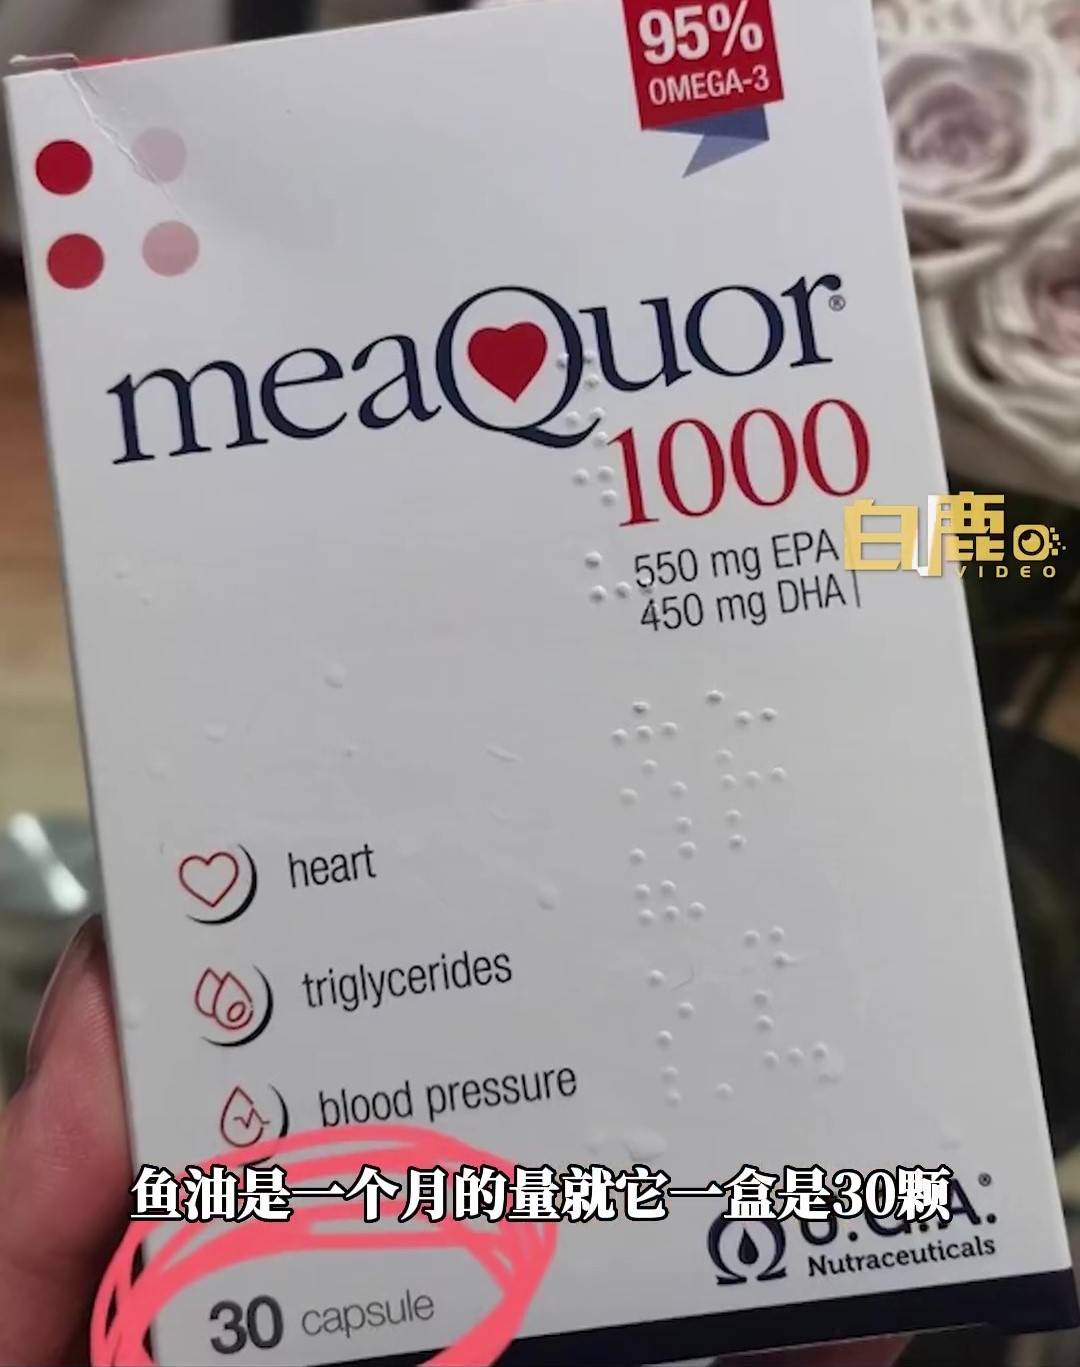 95%
OMEGA-3
meaQuor®
1000
550 mg EPA
450 mg DHA
白鹿
VIDEO
heart
triglycerides
blood pressure
鱼油是一个月的量就它一盒是30颗
U.G.A.®
Nutraceuticals
30 capsule